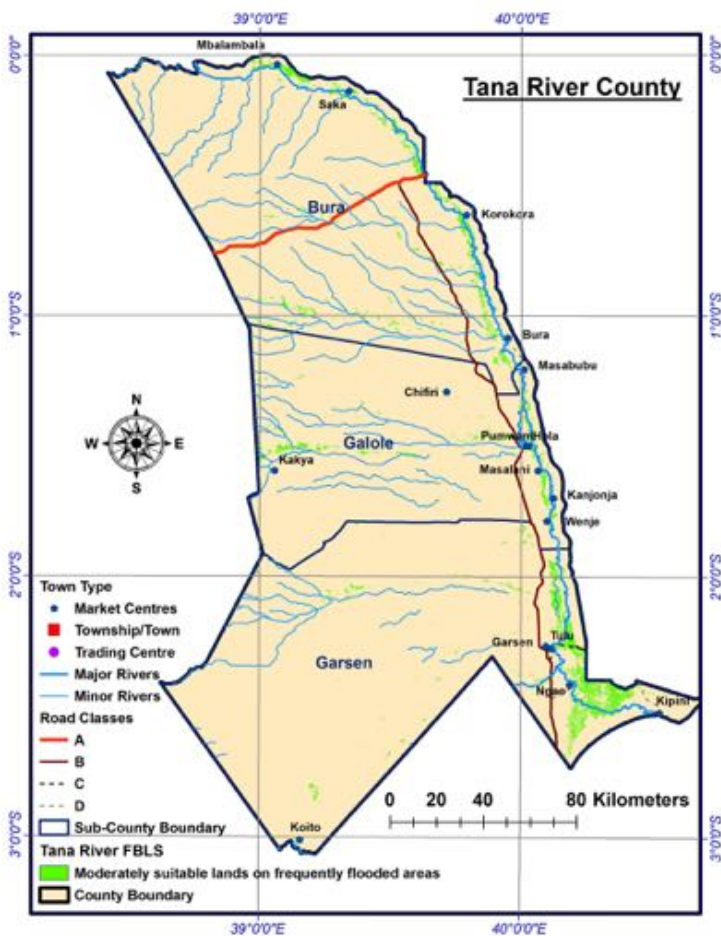 39°0'0"E 40°0'0"E
Mbalambala
0°0'0" 0°0'0"
Tana River County
Saka
Bura
Korokora
1°0'0"S 1°0'0"S
Bura
Masabubu
Chifiri
N
W E
S
Galole
Pumwani
Hola
Kakya
Masalani
Kanjonja
Wenje
2°0'0"S 2°0'0"S
Town Type
Market Centres
Township/Town
Trading Centre
Major Rivers
Minor Rivers
Road Classes
A
B
C
D
Sub-County Boundary
Tana River FBLS
Moderately suitable lands on frequently flooded areas
County Boundary
Garsen
Garsen
Tulu
Ngao
Kipini
0 20 40 60 80 Kilometers
Koito
3°0'0"S 3°0'0"S
39°0'0"E 40°0'0"E